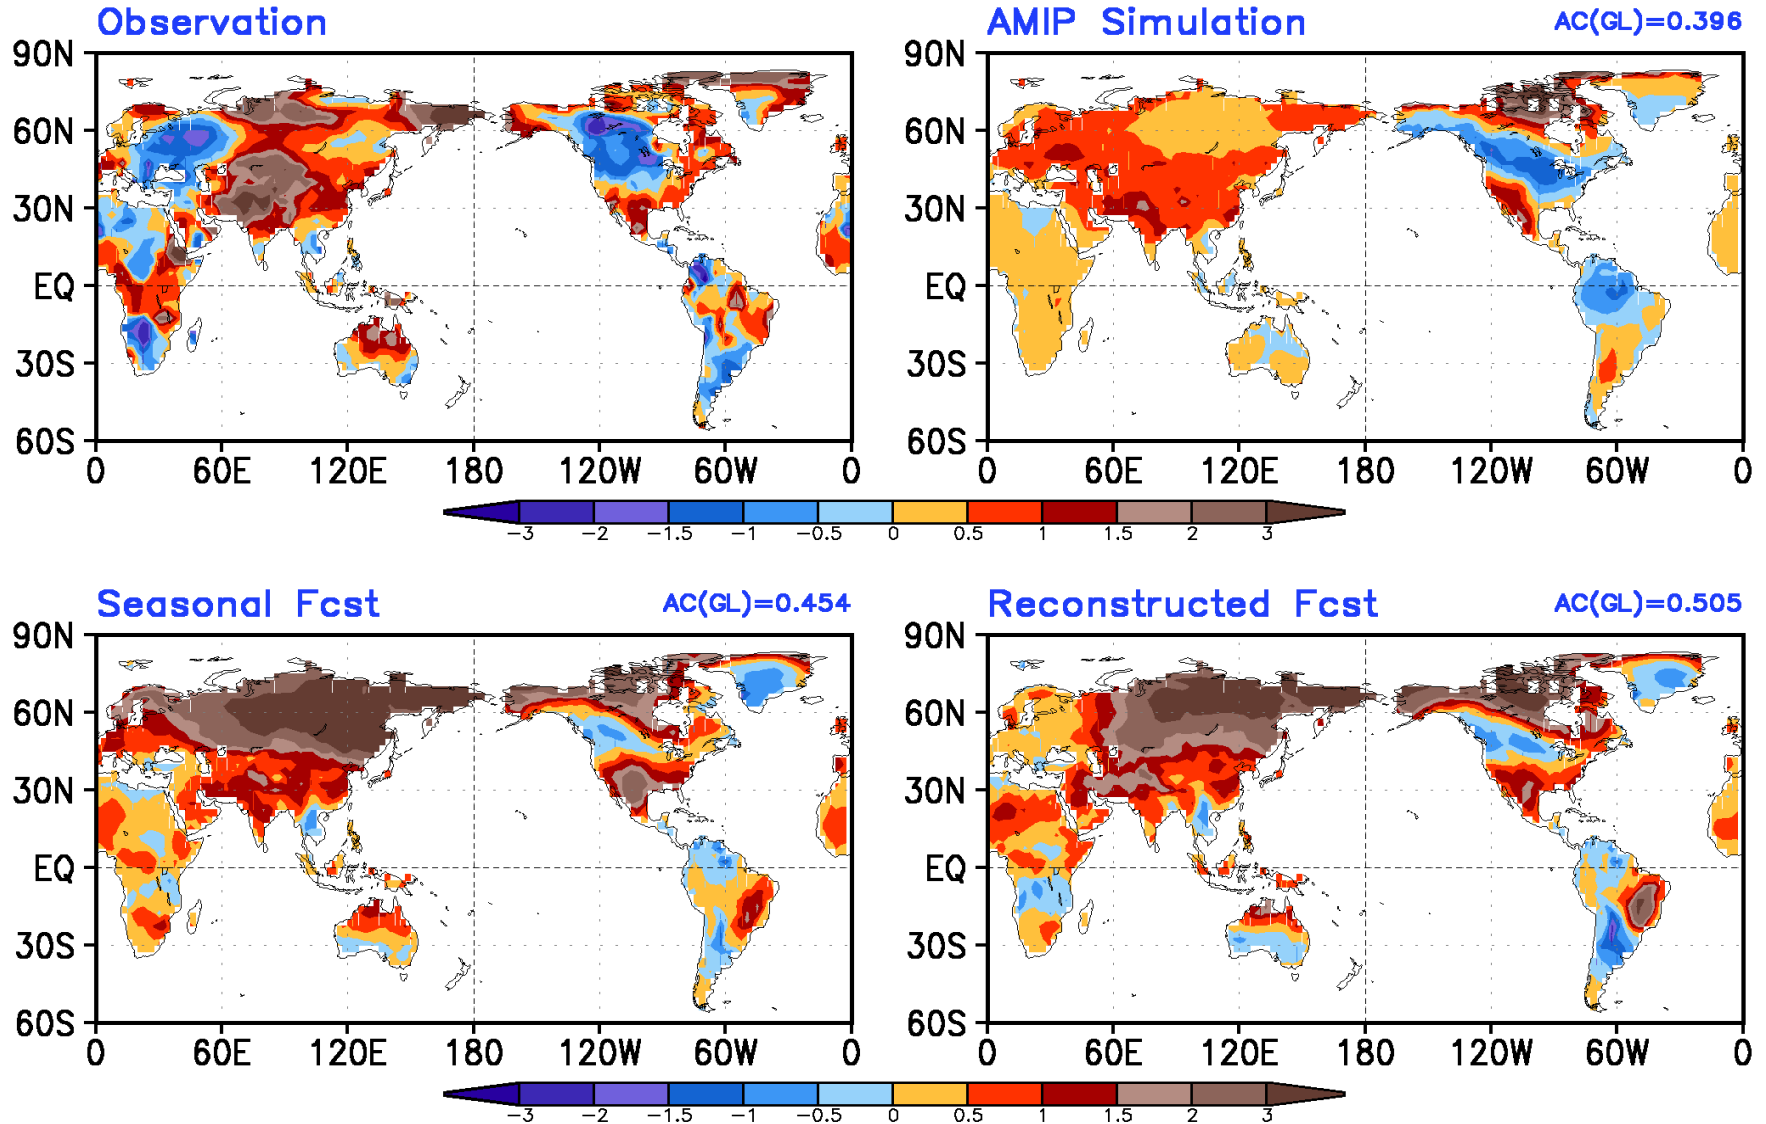 Observation
AMIP Simulation AC(GL)=0.396
90N 90N
60N 60N
30N 30N
EQ EQ
30S 30S
60S 60S
0 60E 120E 180 120W 60W 0 0 60E 120E 180 120W 60W 0
-3 -2 -1.5 -1 -0.5 0 0.5 1 1.5 2 3
Seasonal Fcst AC(GL)=0.454
Reconstructed Fcst AC(GL)=0.505
90N 90N
60N 60N
30N 30N
EQ EQ
30S 30S
60S 60S
0 60E 120E 180 120W 60W 0 0 60E 120E 180 120W 60W 0
-3 -2 -1.5 -1 -0.5 0 0.5 1 1.5 2 3